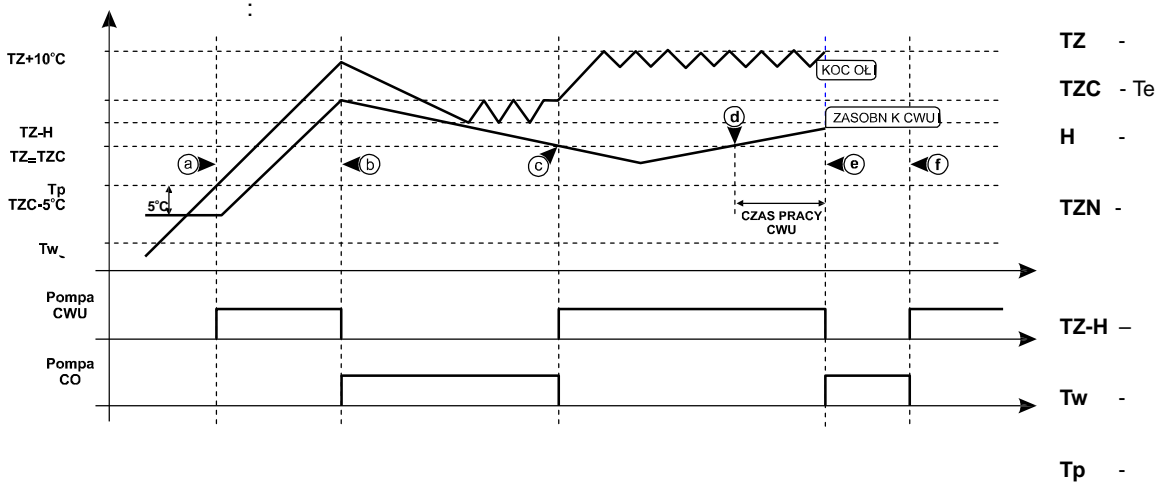 :
TZ+10°C
TZ-H
TZ=TZC
Tp
TZC-5°C
Tw
5°C
a
b
c
d
e
f
KOC OŁ
ZASOBN K CWU
CZAS PRACY
CWU
Pompa
CWU
Pompa
CO
TZ -
TZC - Te
H -
TZN -
TZ-H –
Tw -
Tp -